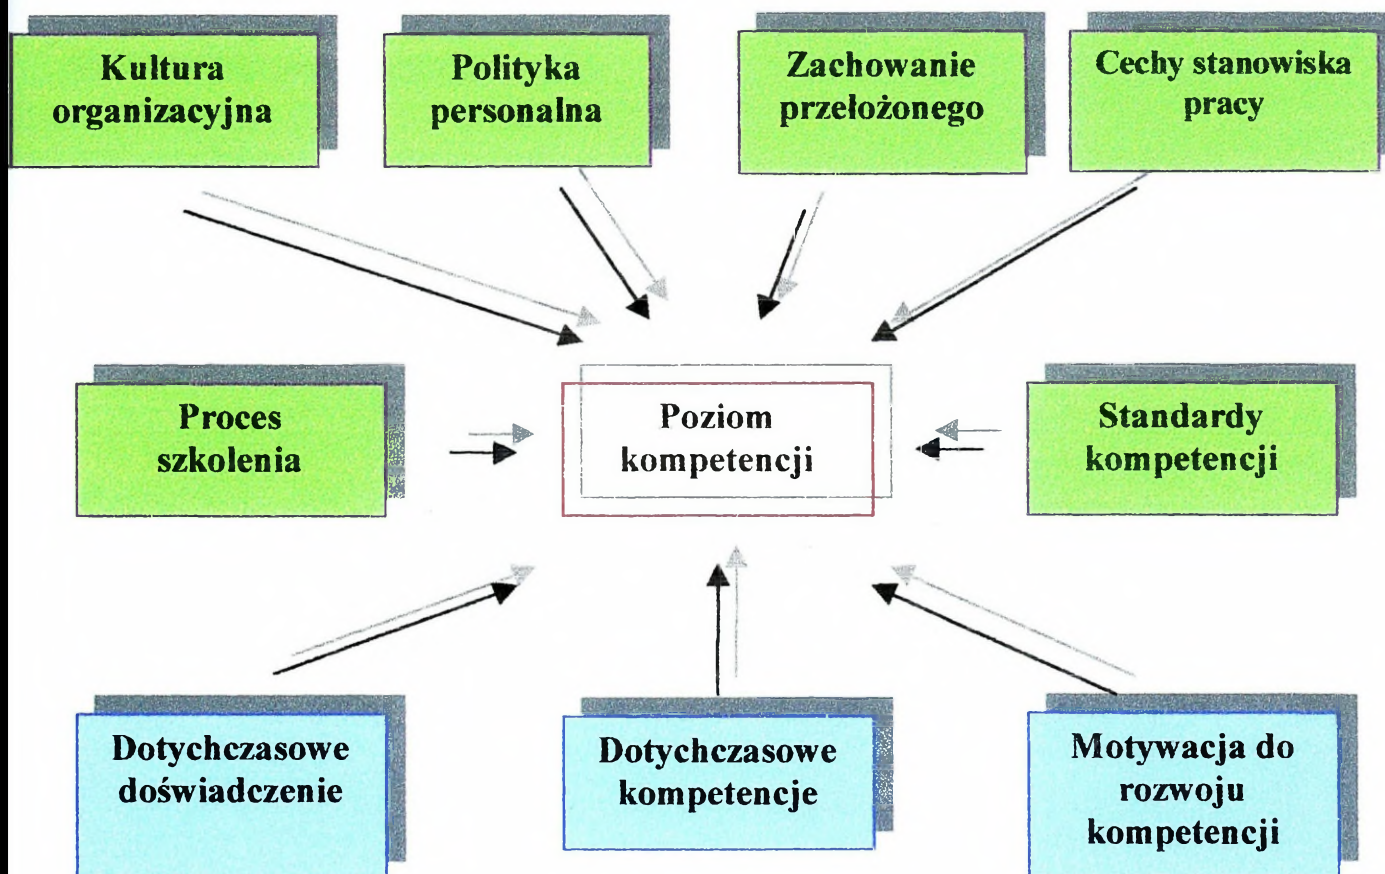 Kultura
organizacyjna
Polityka
personalna
Zachowanie
przełożonego
Cechy stanowiska
pracy
Proces
szkolenia
Poziom
kompetencji
Standardy
kompetencji
Dotychczasowe
doświadczenie
Dotychczasowe
kompetencje
Motywacja do
rozwoju
kompetencji